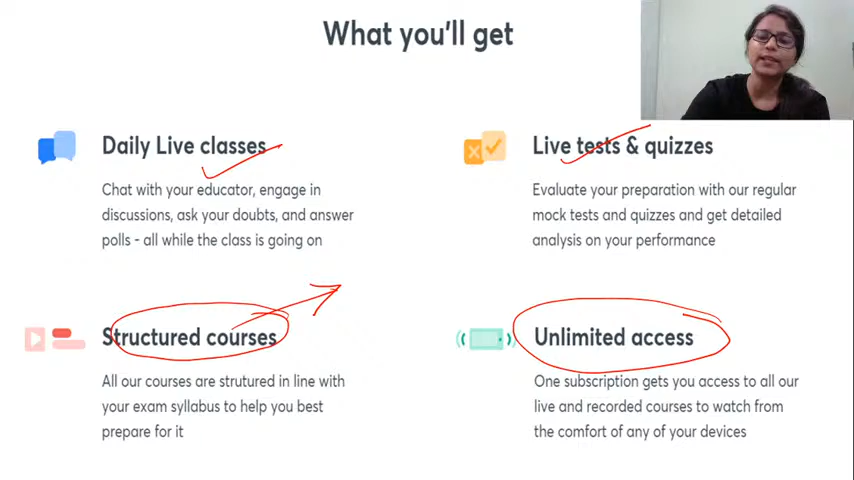 What you'll get
Daily Live classes
Chat with your educator, engage in
discussions, ask your doubts, and answer
polls - all while the class is going on
Live tests & quizzes
Evaluate your preparation with our regular
mock tests and quizzes and get detailed
analysis on your performance
Structured courses
All our courses are strutured in line with
your exam syllabus to help you best
prepare for it
Unlimited access
One subscription gets you access to all our
live and recorded courses to watch from
the comfort of any of your devices